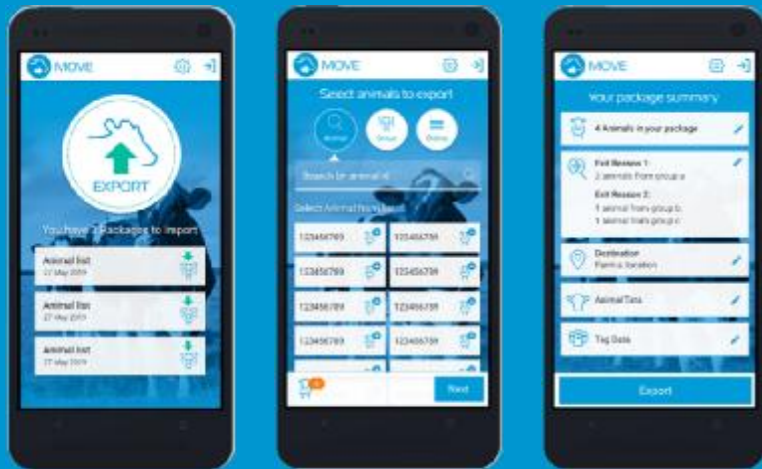 MOVE
EXPORT
You have 3 Packages to Import
Animal list
27 May 2019
Animal list
27 May 2019
Animal list
27 May 2019
MOVE
Select animals to export
Animal
Group
Search by animal id
Select Animal from list
123456789 123456789
123456789 123456789
123456789 123456789
123456789 123456789
Next
MOVE
Your package summary
4 Animals in your package
Exit Reason 1:
2 animals from group a
Exit Reason 2:
1 animal from group b
1 animal from group c
Destination
Farm &. location
Tag Data
Export